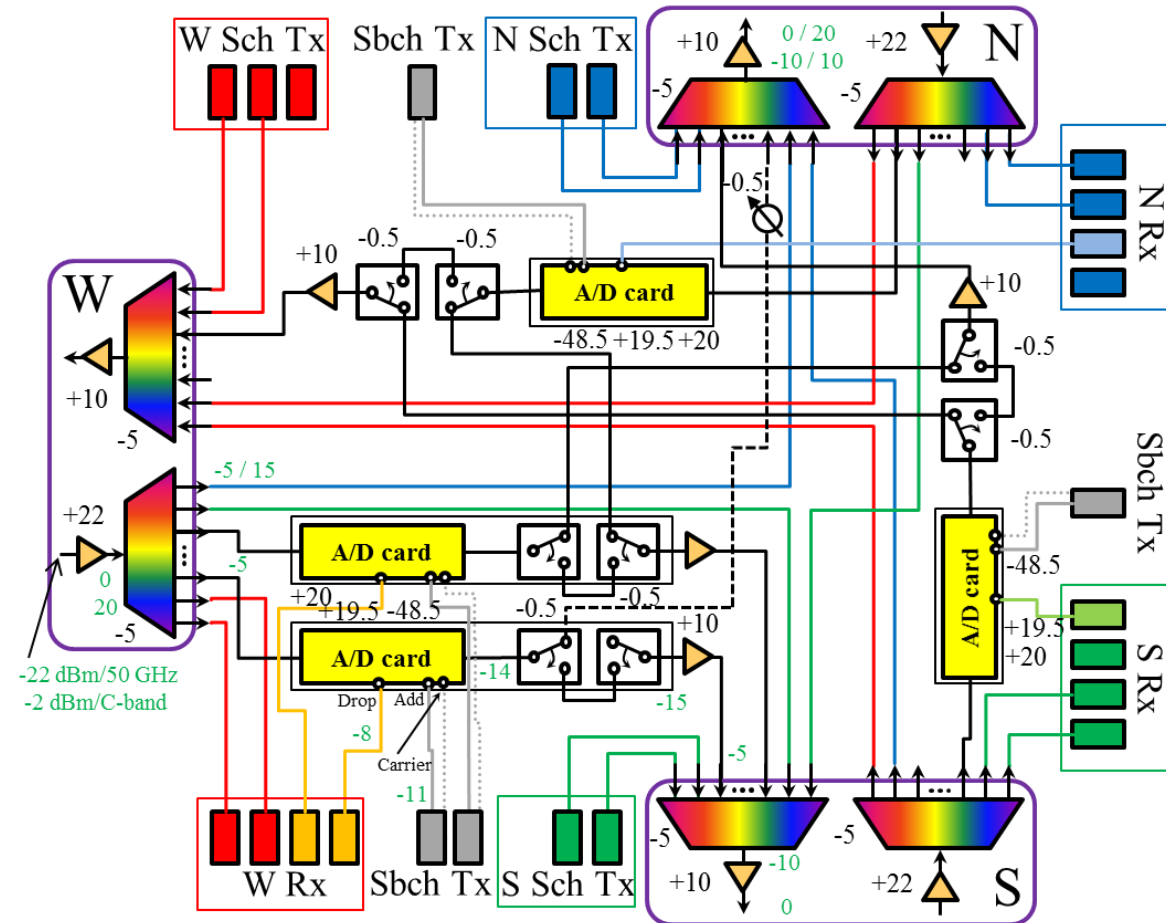 W Sch Tx
Sbch Tx
N Sch Tx
+10
0 / 20
-10 / 10
+22
N
-5
-5
...
...
N Rx
-0.5
-0.5
-0.5
+10
W
A/D card
+10
-48.5 +19.5 +20
-0.5
...
+10
-5
-0.5
Sbch Tx
-5 / 15
+22
...
A/D card
-5
0
20
-5
+20
+19.5
-48.5
-0.5
-0.5
A/D card
-48.5
+19.5
+20
S Rx
A/D card
+10
-22 dBm/50 GHz
-2 dBm/C-band
Drop
Add
-14
-15
-8
Carrier
-11
-5
...
...
-5
-5
-10
+10
0
+22
S
W Rx
Sbch Tx
S Sch Tx